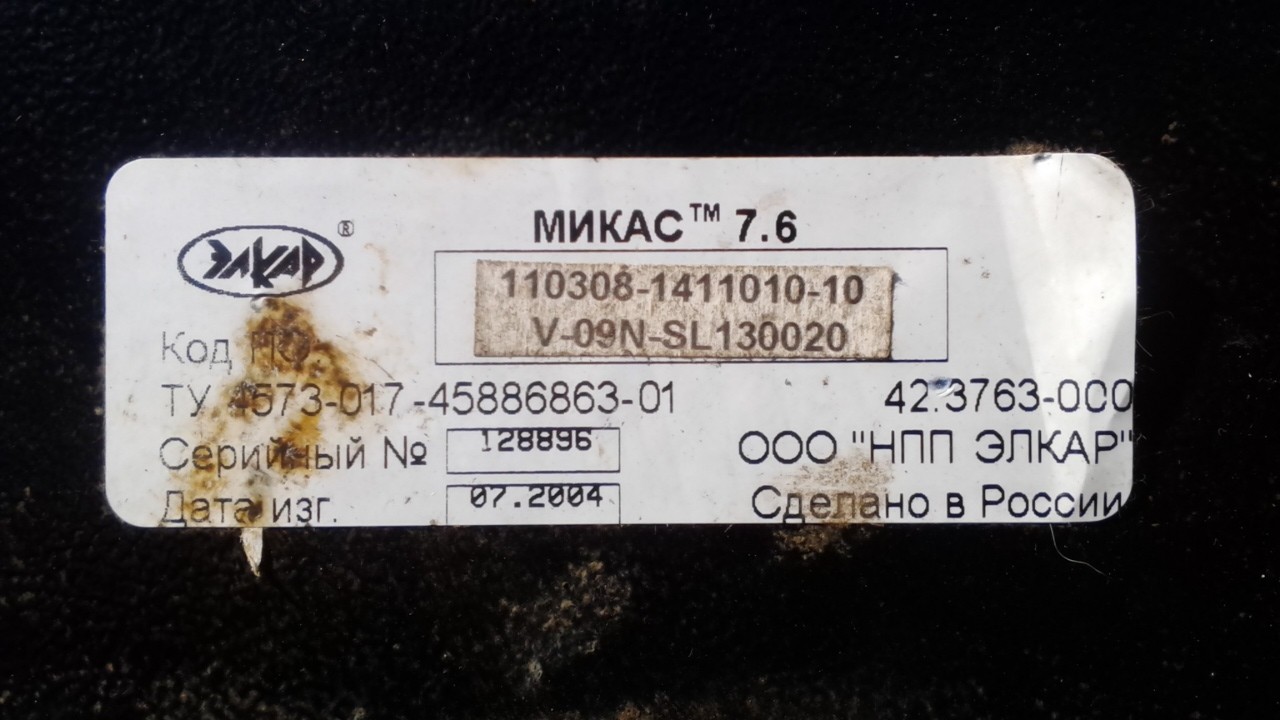 МИКАС™ 7.6
ЭЛКАР®
110308-1411010-10
V-09N-SL130020
Код ПО
ТУ 4573-017-45886863-01
42.3763-000
Серийный № 128896
ООО "НПП ЭЛКАР"
Дата изг. 07.2004
Сделано в России